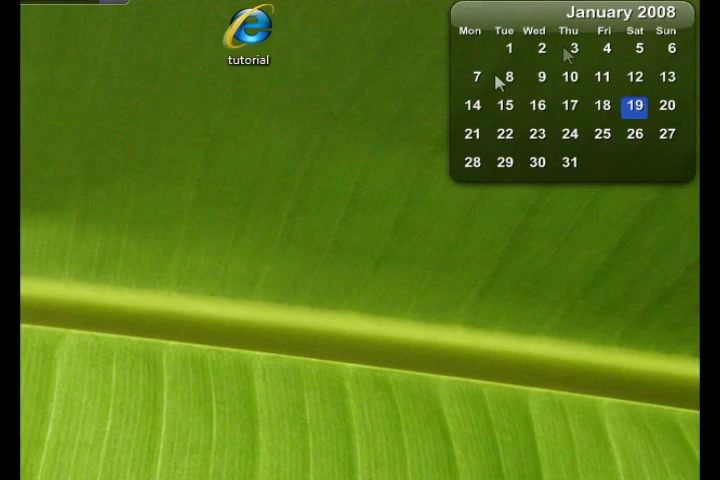 tutorial
January 2008
Mon Tue Wed Thu Fri Sat Sun
1 2 3 4 5 6
7 8 9 10 11 12 13
14 15 16 17 18 19 20
21 22 23 24 25 26 27
28 29 30 31